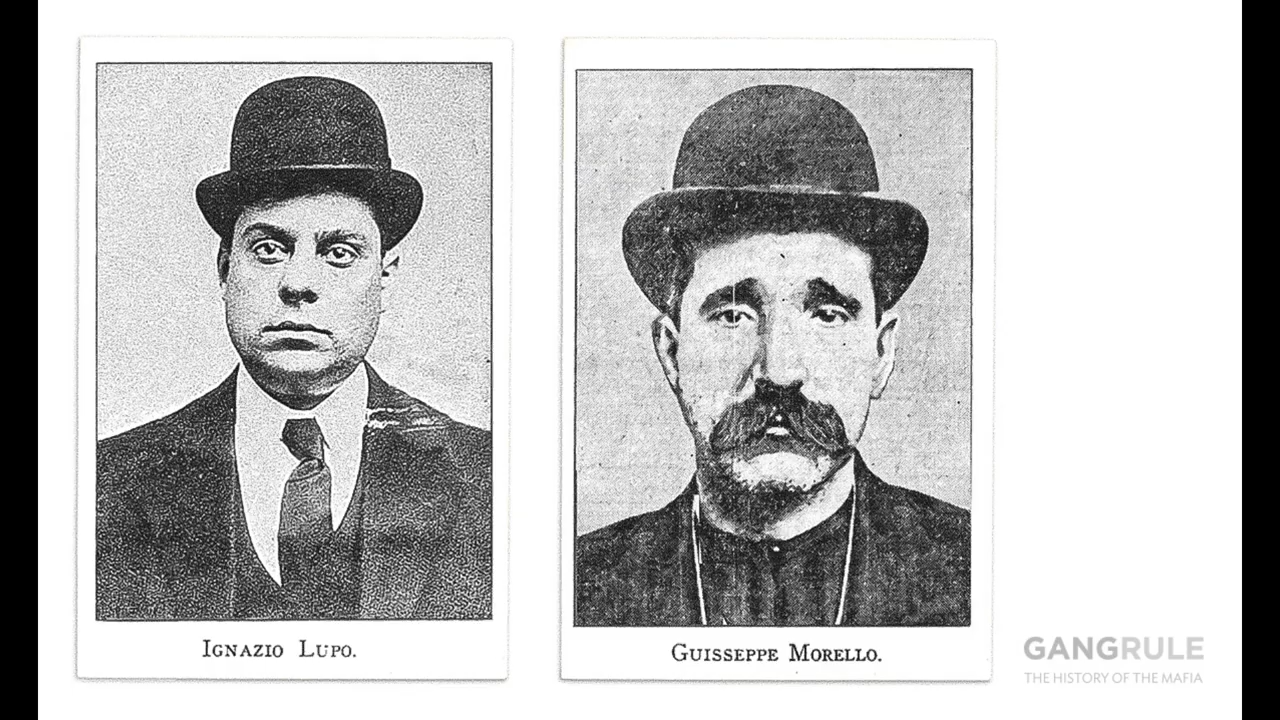 IGNAZIO LUPO.
GUISSEPPE MORELLO.
GANGRULE
THE HISTORY OF THE MAFIA